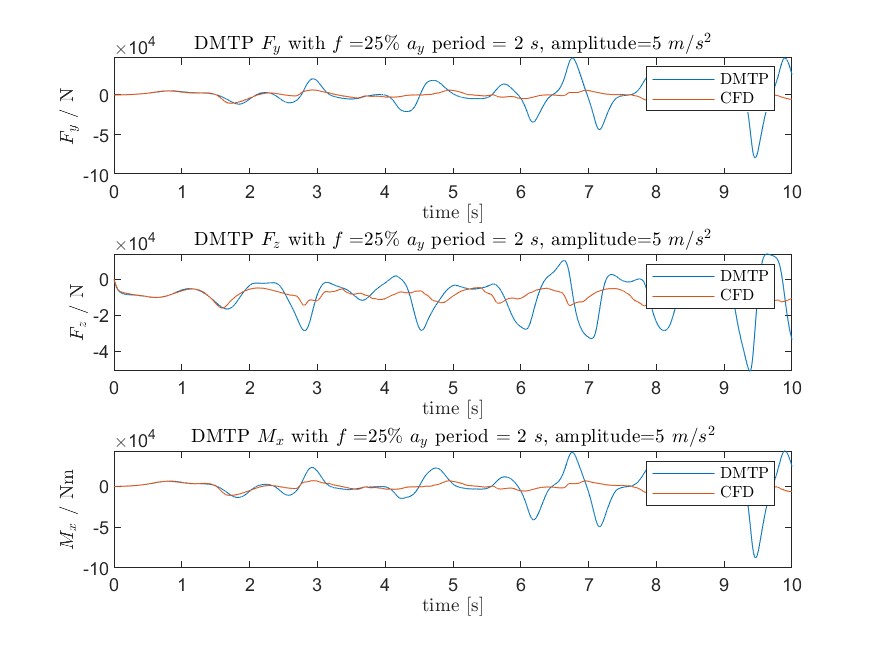 ×10⁴
DMTP F_y with f =25% a_y period = 2 s, amplitude=5 m/s²
F_y / N
0
-5
-10
0 1 2 3 4 5 6 7 8 9 10
time [s]
DMTP
CFD
×10⁴
DMTP F_z with f =25% a_y period = 2 s, amplitude=5 m/s²
F_z / N
0
-2
-4
0 1 2 3 4 5 6 7 8 9 10
time [s]
DMTP
CFD
×10⁴
DMTP M_x with f =25% a_y period = 2 s, amplitude=5 m/s²
M_x / Nm
0
-5
-10
0 1 2 3 4 5 6 7 8 9 10
time [s]
DMTP
CFD